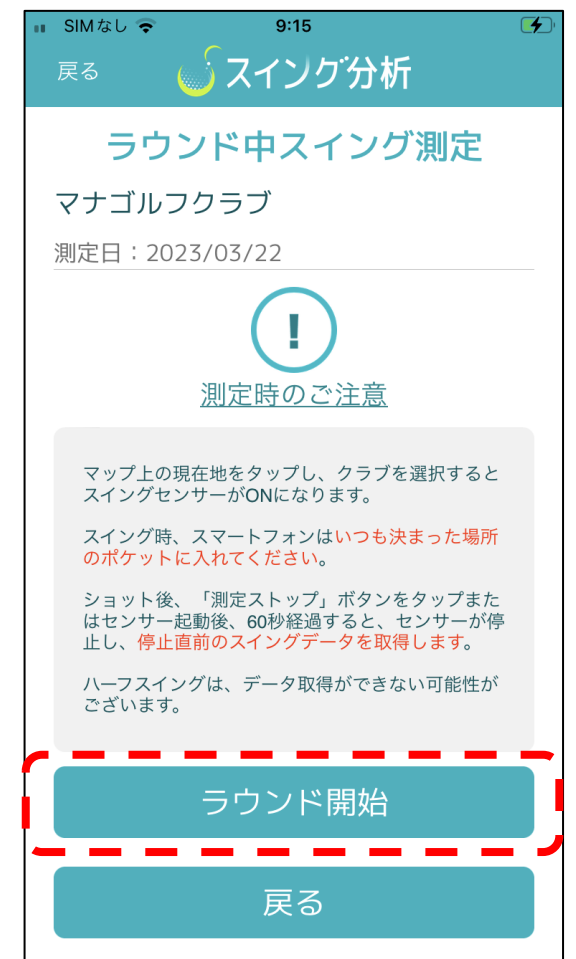 SIMなし 9:15
戻る スイング分析
ラウンド中スイング測定
マナゴルフクラブ
測定日：2023/03/22
!
測定時のご注意
マップ上の現在地をタップし、クラブを選択すると
スイングセンサーがONになります。
スイング時、スマートフォンはいつも決まった場所
のポケットに入れてください。
ショット後、「測定ストップ」ボタンをタップまた
はセンサー起動後、60秒経過すると、センサーが停
止し、停止直前のスイングデータを取得します。
ハーフスイングは、データ取得ができない可能性が
ございます。
ラウンド開始
戻る